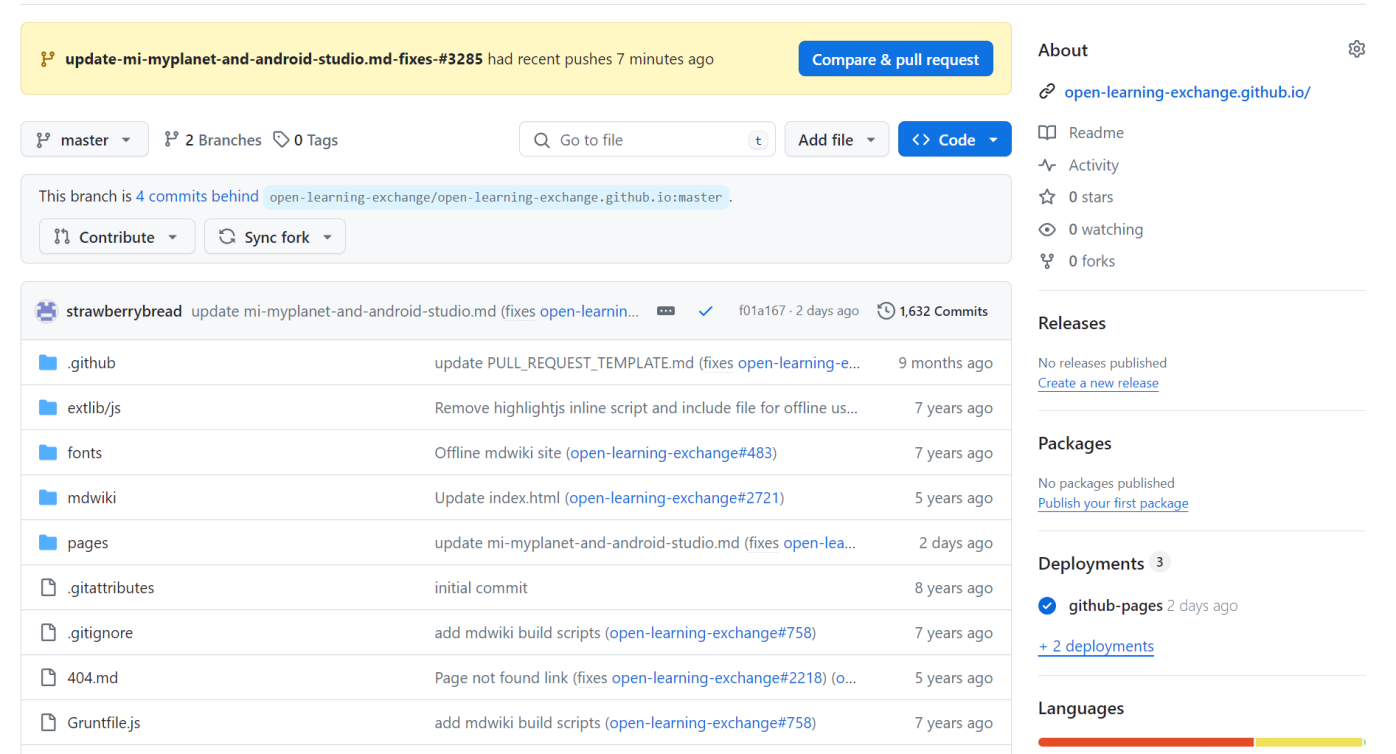 update-mi-myplanet-and-android-studio.md-fixes-#3285 had recent pushes 7 minutes ago
Compare & pull request
master
2 Branches
0 Tags
Go to file
t
Add file
Code
This branch is 4 commits behind open-learning-exchange/open-learning-exchange.github.io:master .
Contribute
Sync fork
strawberrybread update mi-myplanet-and-android-studio.md (fixes open-learnin... f01a167 · 2 days ago 1,632 Commits
.github update PULL_REQUEST_TEMPLATE.md (fixes open-learning-e... 9 months ago
extlib/js Remove highlightjs inline script and include file for offline us... 7 years ago
fonts Offline mdwiki site (open-learning-exchange#483) 7 years ago
mdwiki Update index.html (open-learning-exchange#2721) 5 years ago
pages update mi-myplanet-and-android-studio.md (fixes open-lea... 2 days ago
.gitattributes initial commit 8 years ago
.gitignore add mdwiki build scripts (open-learning-exchange#758) 7 years ago
404.md Page not found link (fixes open-learning-exchange#2218) (o... 5 years ago
Gruntfile.js add mdwiki build scripts (open-learning-exchange#758) 7 years ago
About
open-learning-exchange.github.io/
Readme
Activity
0 stars
0 watching
0 forks
Releases
No releases published
Create a new release
Packages
No packages published
Publish your first package
Deployments 3
github-pages 2 days ago
+ 2 deployments
Languages